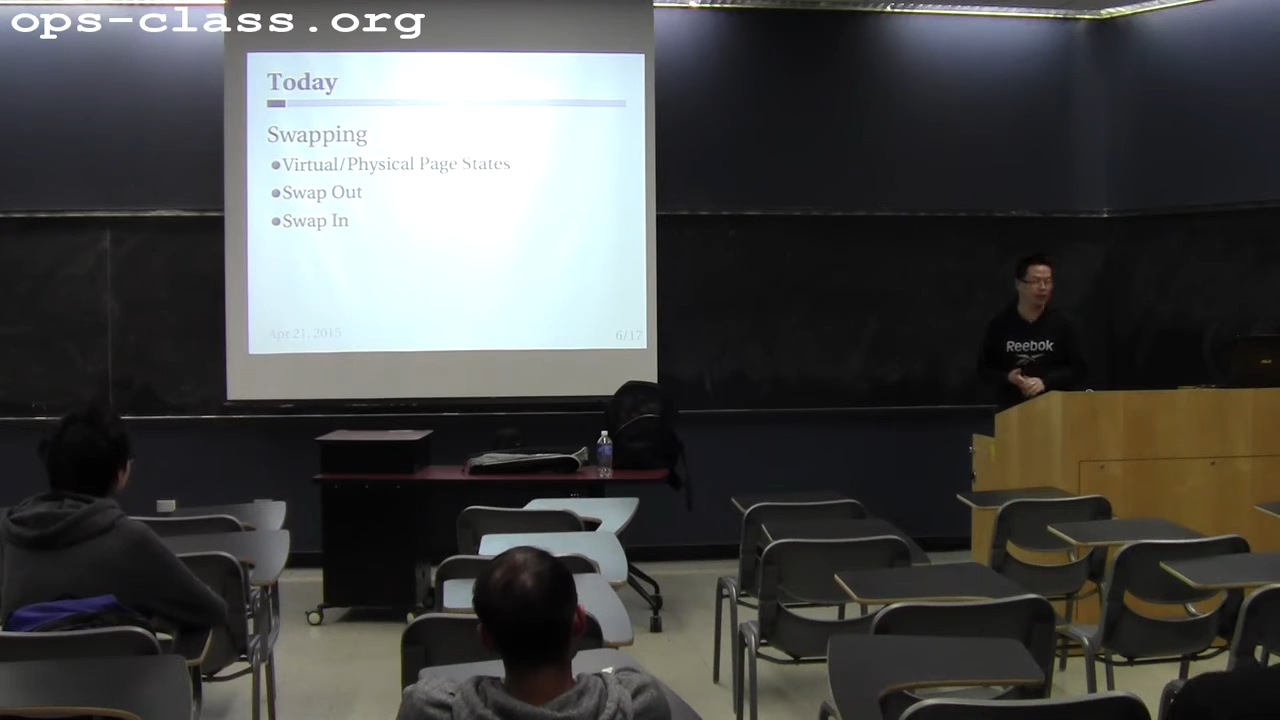 ops-class.org
Today
Swapping
●Virtual/Physical Page States
●Swap Out
●Swap In
Apr 21, 2015
6/17
Reebok